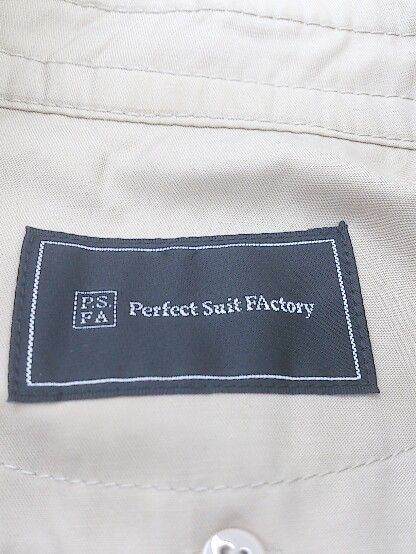 P.S.
FA
Perfect Suit FActory